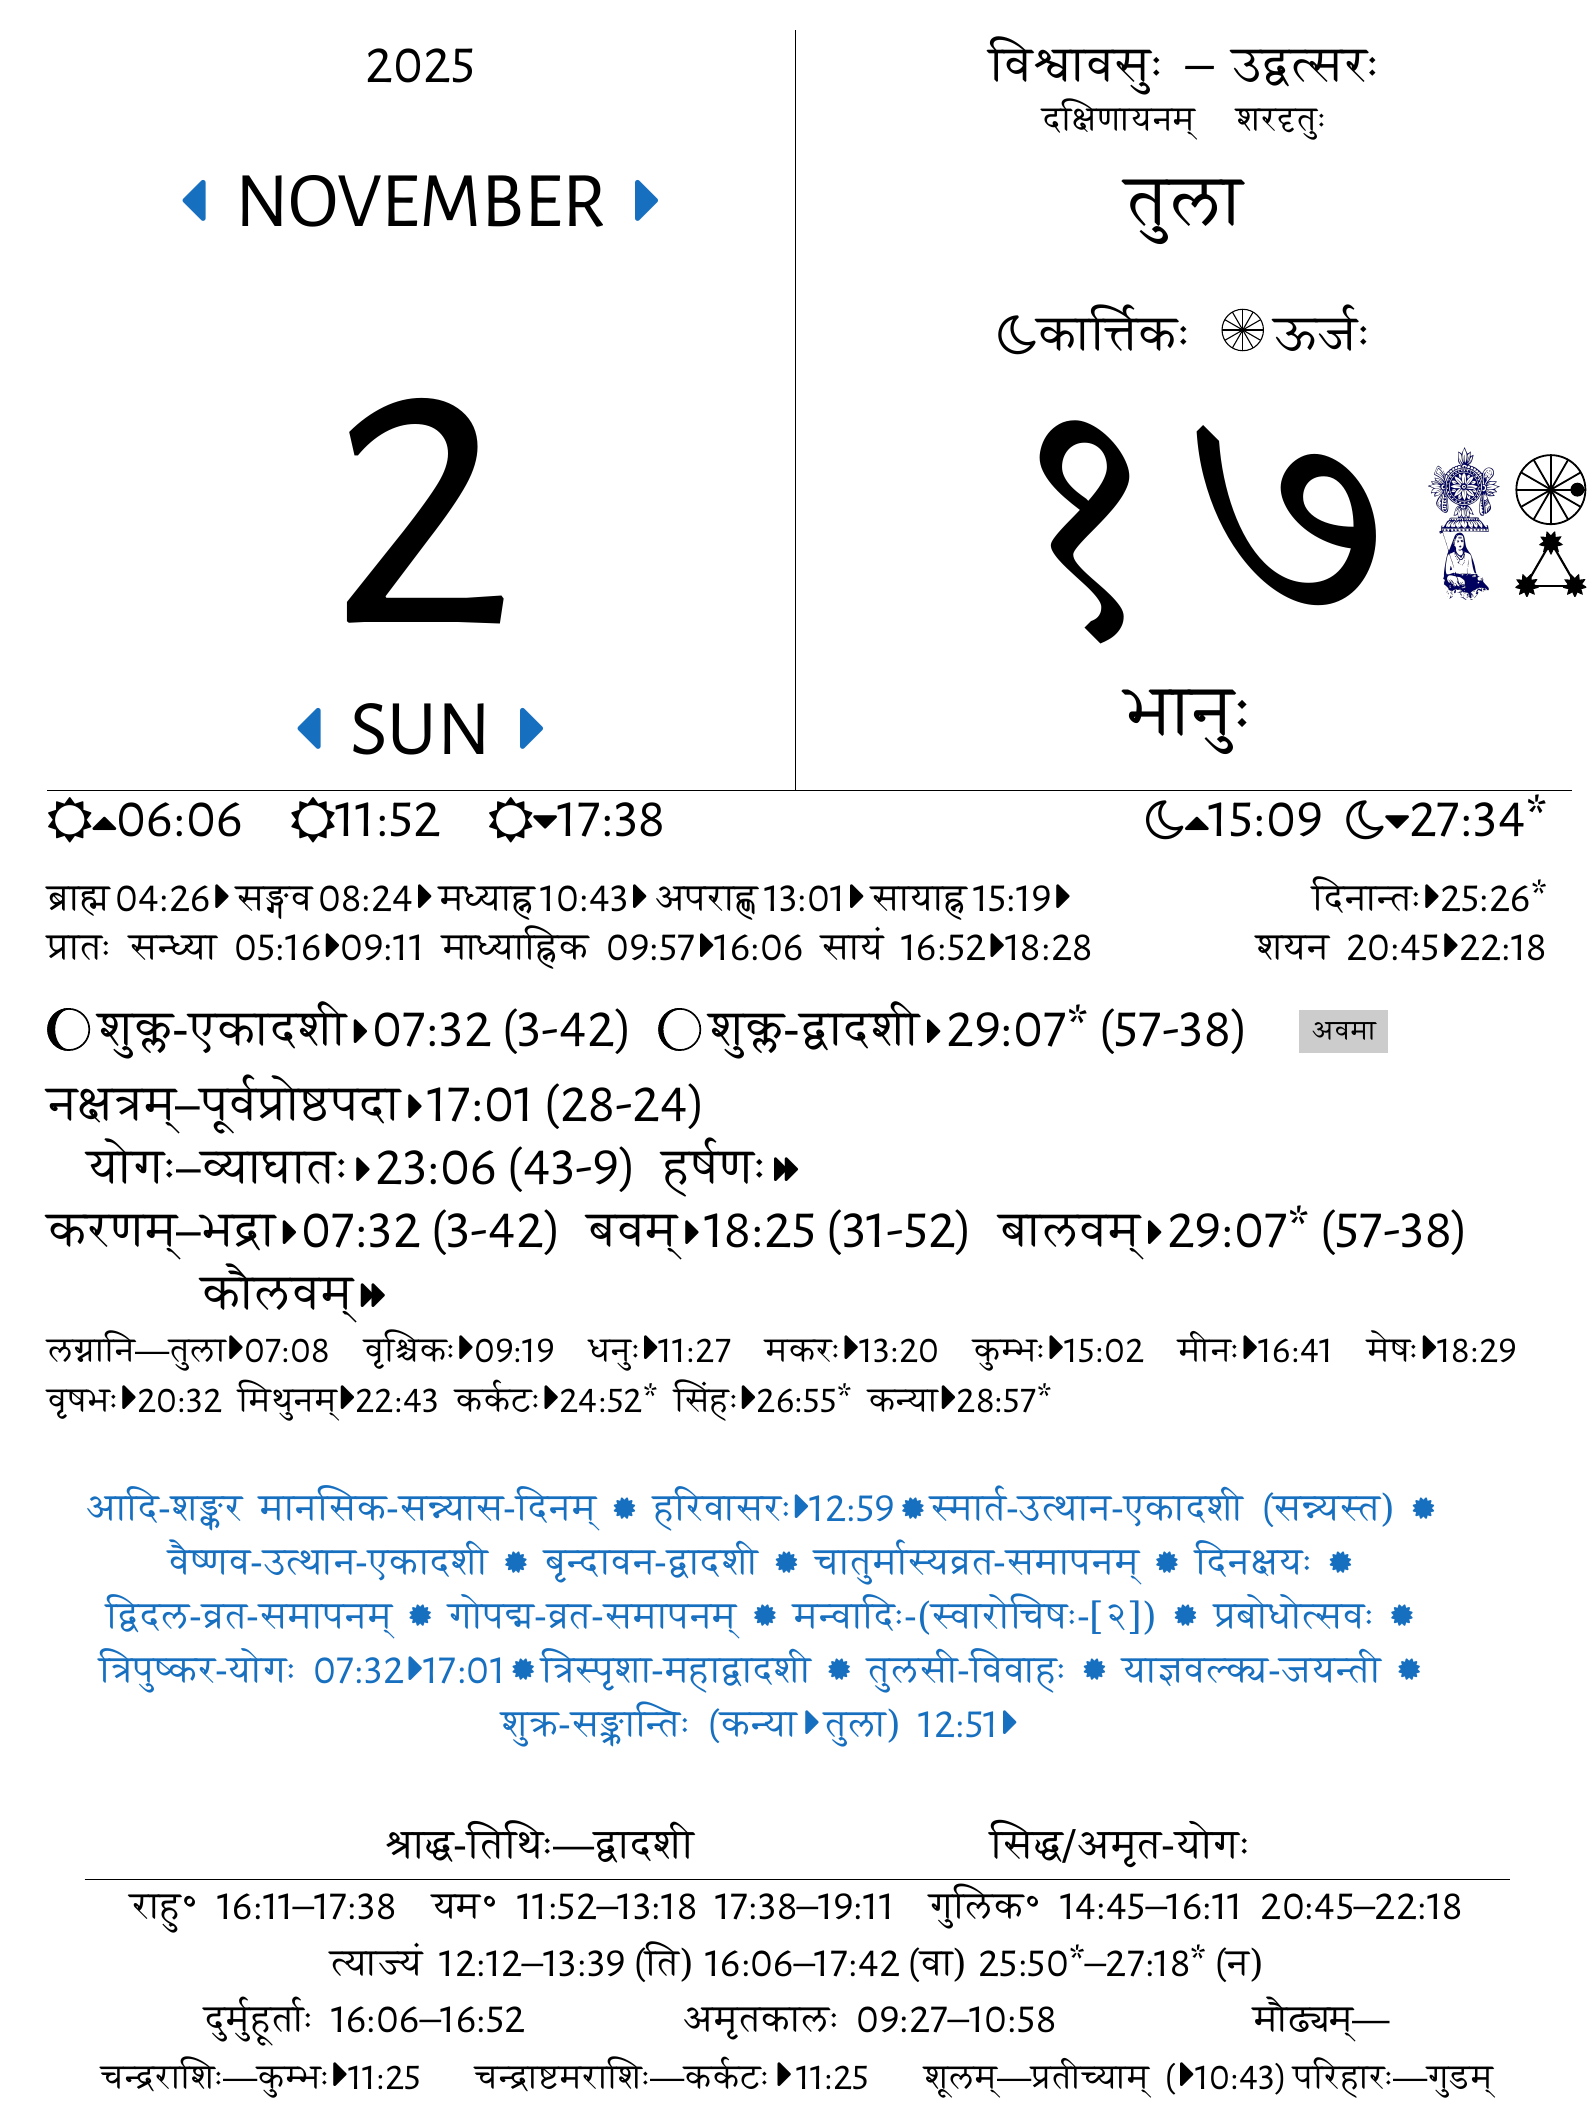 2025
NOVEMBER
2
SUN
विश्वावसुः – उद्वत्सरः
दक्षिणायनम् शरदृतुः
तुला
कार्त्तिकः ऊर्जः
१७
भानुः
06:06 11:52 17:38 15:09 27:34*
ब्राह्म 04:26 सङ्गव 08:24 मध्याह्न 10:43 अपराह्ण 13:01 सायाह्न 15:19 दिनान्तः 25:26*
प्रातः सन्ध्या 05:16 09:11 माध्याह्निक 09:57 16:06 सायं 16:52 18:28 शयन 20:45 22:18
शुक्ल-एकादशी 07:32 (3-42) शुक्ल-द्वादशी 29:07* (57-38) अवमा
नक्षत्रम्–पूर्वप्रोष्ठपदा 17:01 (28-24)
योगः–व्याघातः 23:06 (43-9) हर्षणः
करणम्–भद्रा 07:32 (3-42) बवम् 18:25 (31-52) बालवम् 29:07* (57-38)
कौलवम्
लग्नानि—तुला 07:08 वृश्चिकः 09:19 धनुः 11:27 मकरः 13:20 कुम्भः 15:02 मीनः 16:41 मेषः 18:29
वृषभः 20:32 मिथुनम् 22:43 कर्कटः 24:52* सिंहः 26:55* कन्या 28:57*
आदि-शङ्कर मानसिक-सन्न्यास-दिनम् हरिवासरः 12:59 स्मार्त-उत्थान-एकादशी (सन्न्यस्त)
वैष्णव-उत्थान-एकादशी बृन्दावन-द्वादशी चातुर्मास्यव्रत-समापनम् दिनक्षयः
द्विदल-व्रत-समापनम् गोपद्म-व्रत-समापनम् मन्वादिः-(स्वारोचिषः-[२]) प्रबोधोत्सवः
त्रिपुष्कर-योगः 07:32 17:01 त्रिस्पृशा-महाद्वादशी तुलसी-विवाहः याज्ञवल्क्य-जयन्ती
शुक्र-सङ्क्रान्तिः (कन्या तुला) 12:51
श्राद्ध-तिथिः—द्वादशी सिद्ध/अमृत-योगः
राहु॰ 16:11–17:38 यम॰ 11:52–13:18 17:38–19:11 गुलिक॰ 14:45–16:11 20:45–22:18
त्याज्यं 12:12–13:39 (ति) 16:06–17:42 (वा) 25:50*–27:18* (न)
दुर्मुहूर्ताः 16:06–16:52 अमृतकालः 09:27–10:58 मौढ्यम्—
चन्द्रराशिः—कुम्भः 11:25 चन्द्राष्टमराशिः—कर्कटः 11:25 शूलम्—प्रतीच्याम् ( 10:43) परिहारः—गुडम्